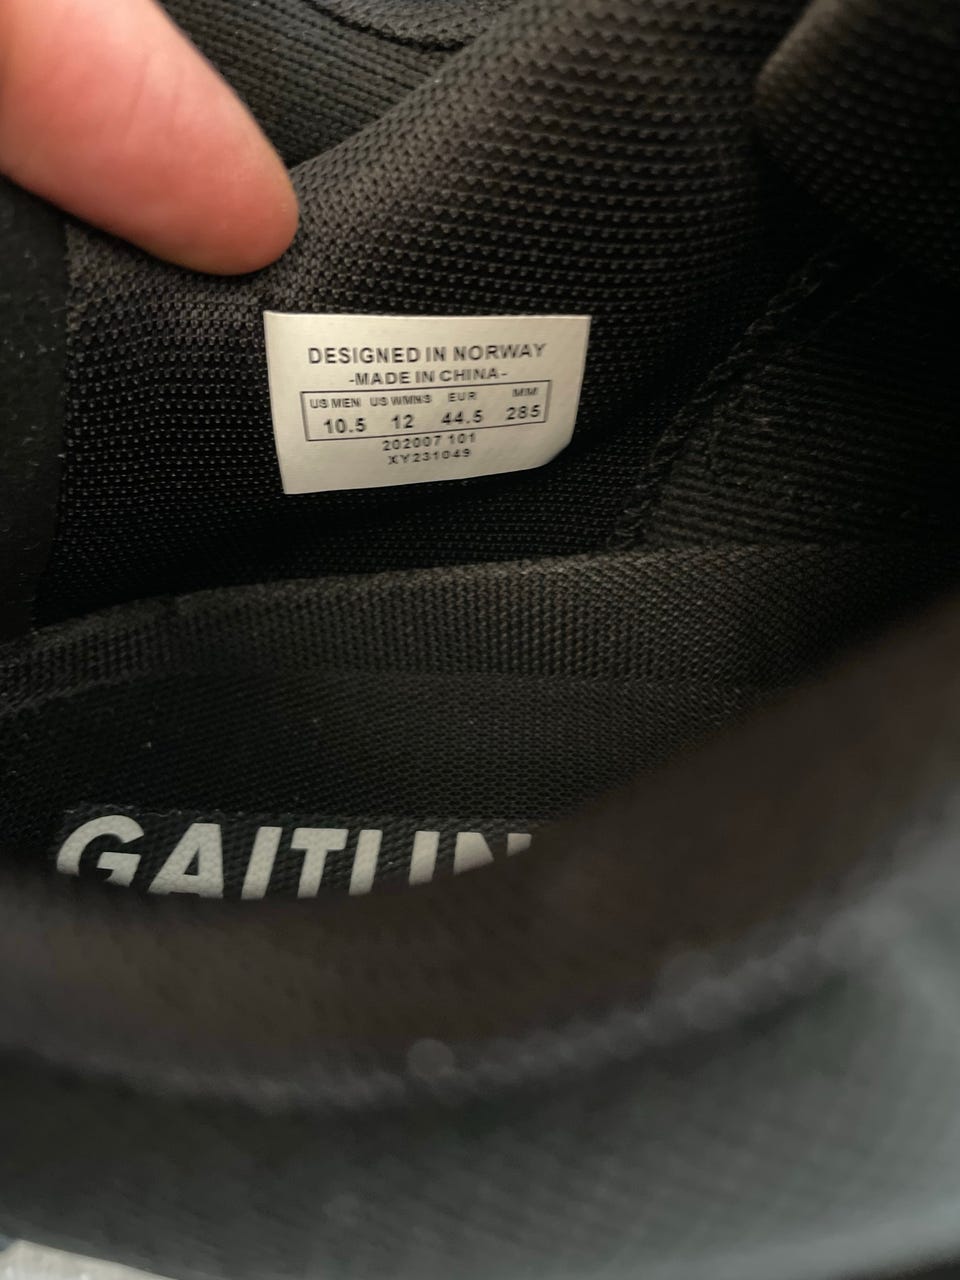 DESIGNED IN NORWAY
-MADE IN CHINA-
US MEN US WMNS EUR MM
10.5 12 44.5 285
202007 101
XY231049
GAITLIN